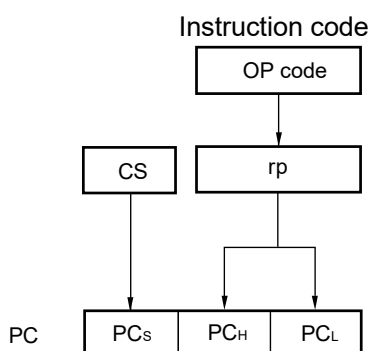 Instruction code
OP code
CS
rp
PC
PCS
PCH
PCL